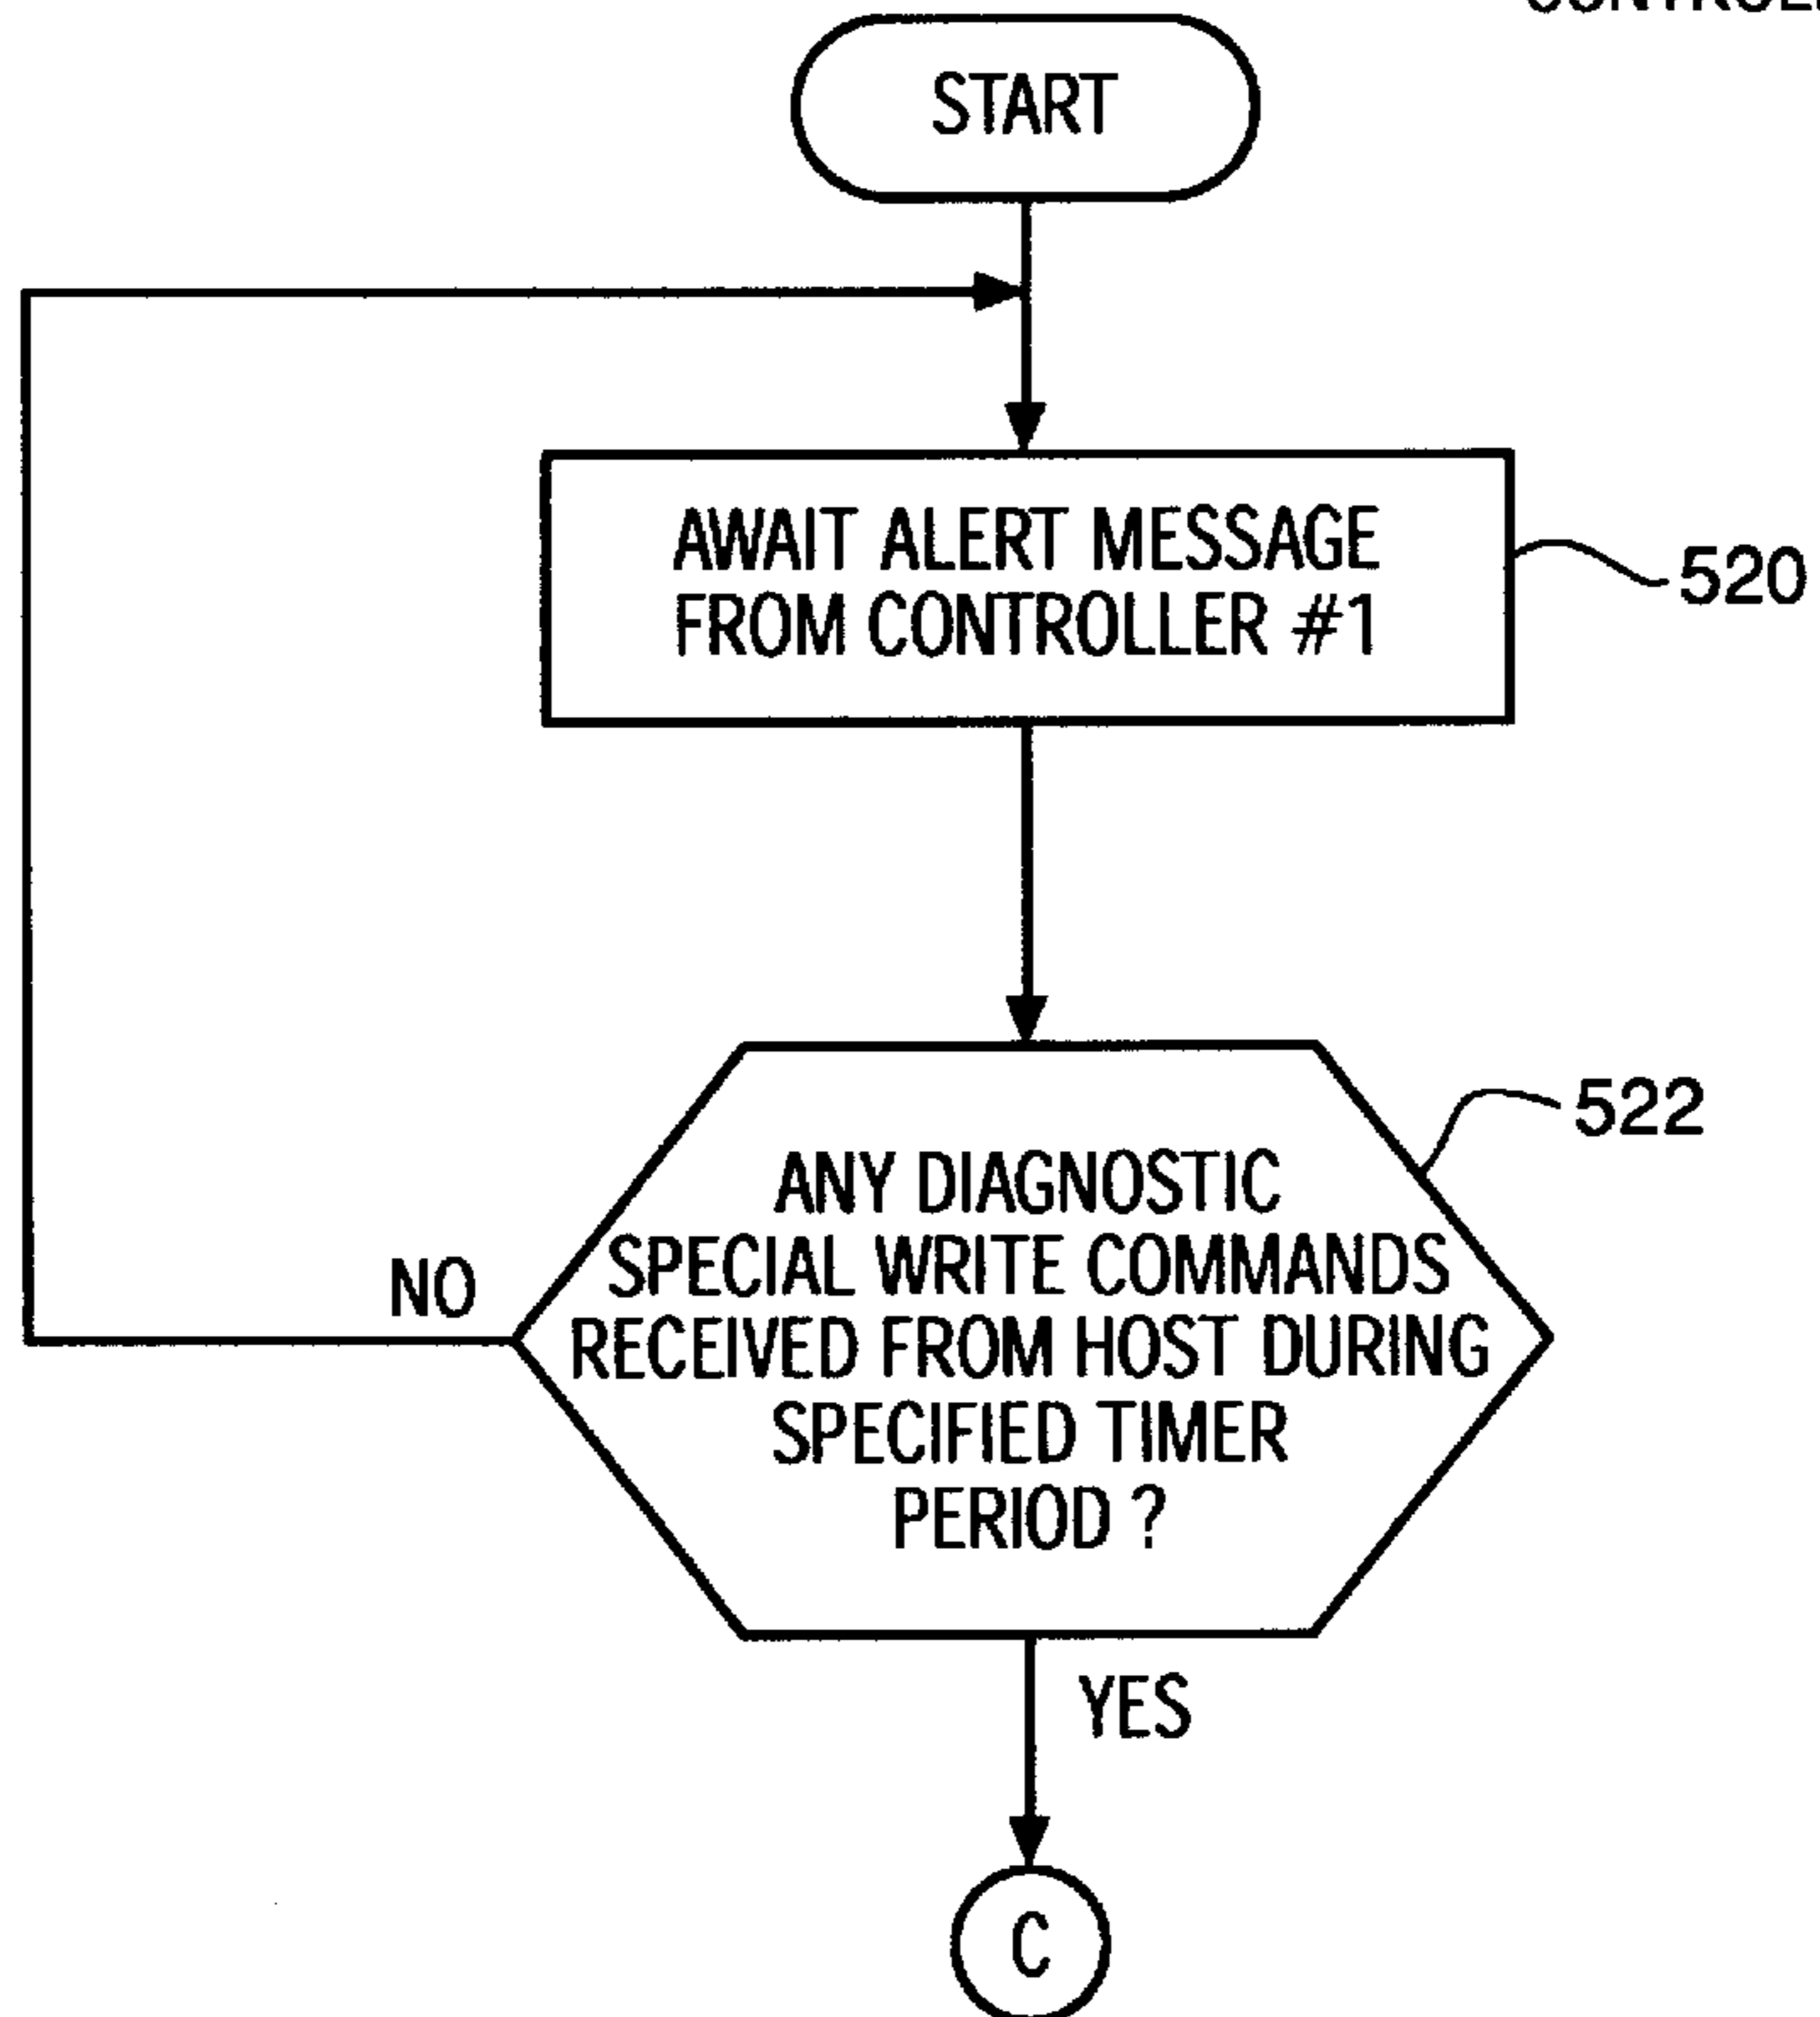 START
AWAIT ALERT MESSAGE
FROM CONTROLLER #1
520
522
ANY DIAGNOSTIC
SPECIAL WRITE COMMANDS
RECEIVED FROM HOST DURING
SPECIFIED TIMER
PERIOD ?
NO
YES
C